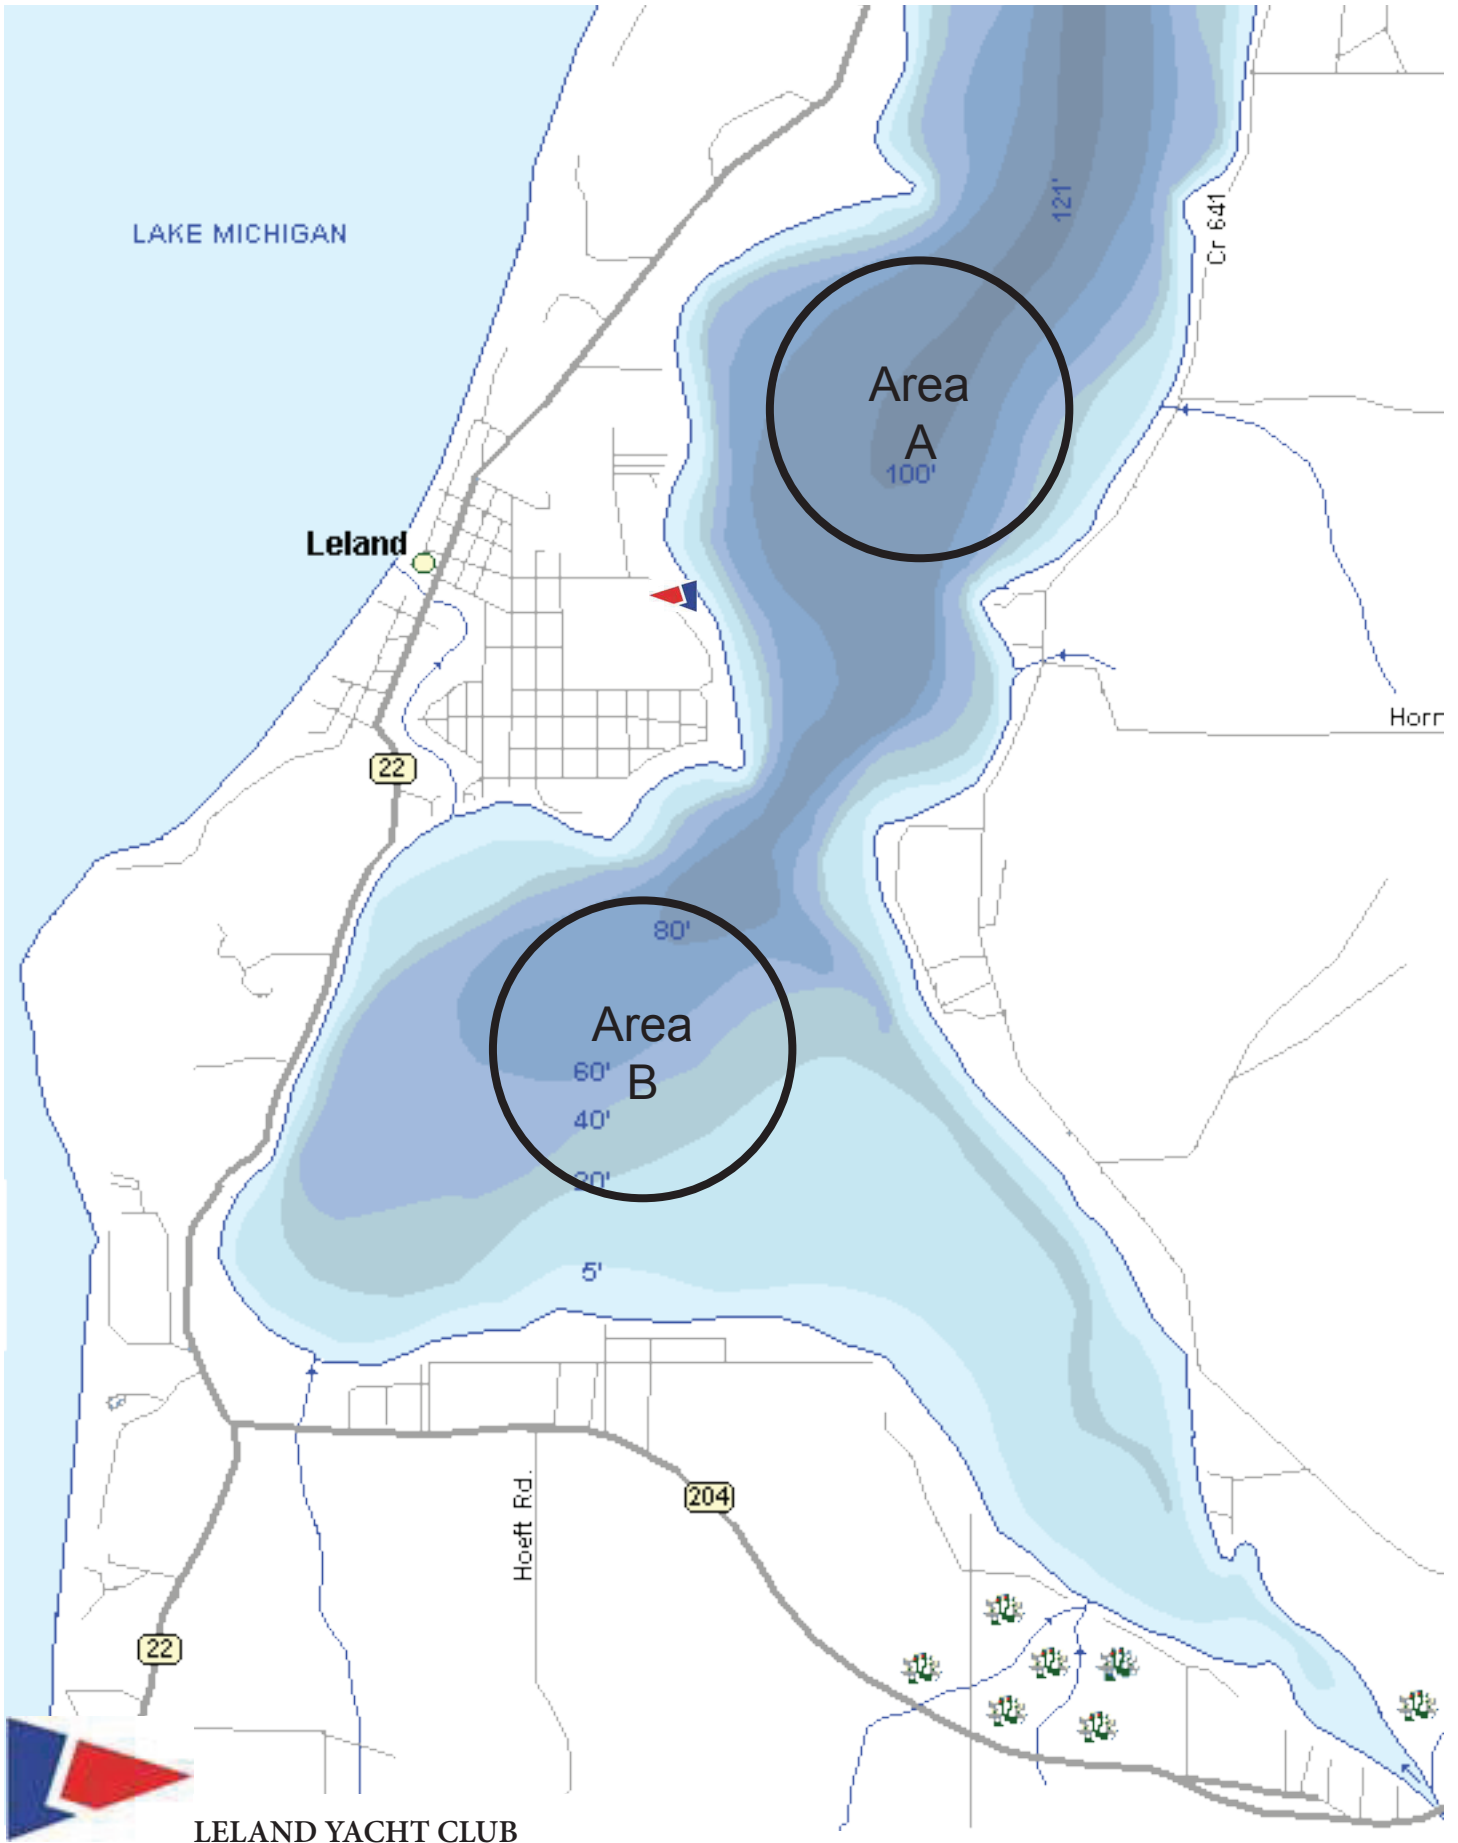 121'
Cr 641
LAKE MICHIGAN
Area
A
100'
Leland
Horr
22
80'
Area
B
60'
40'
20'
5'
204
Hoeft Rd.
22
LELAND YACHT CLUB